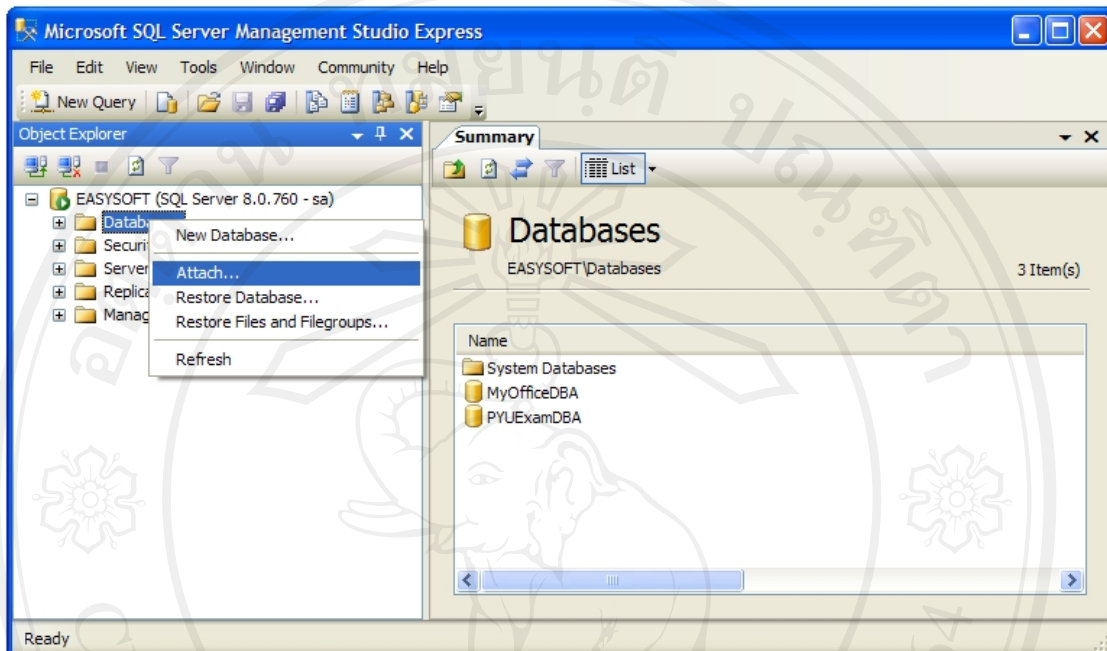 Microsoft SQL Server Management Studio Express
File Edit View Tools Window Community Help
New Query
Object Explorer
Summary
List
EASYSOFT (SQL Server 8.0.760 - sa)
New Database...
Attach...
Restore Database...
Restore Files and Filegroups...
Refresh
Databases
EASYSOFT\Databases
3 Item(s)
Name
System Databases
MyOfficeDBA
PYUExamDBA
Ready